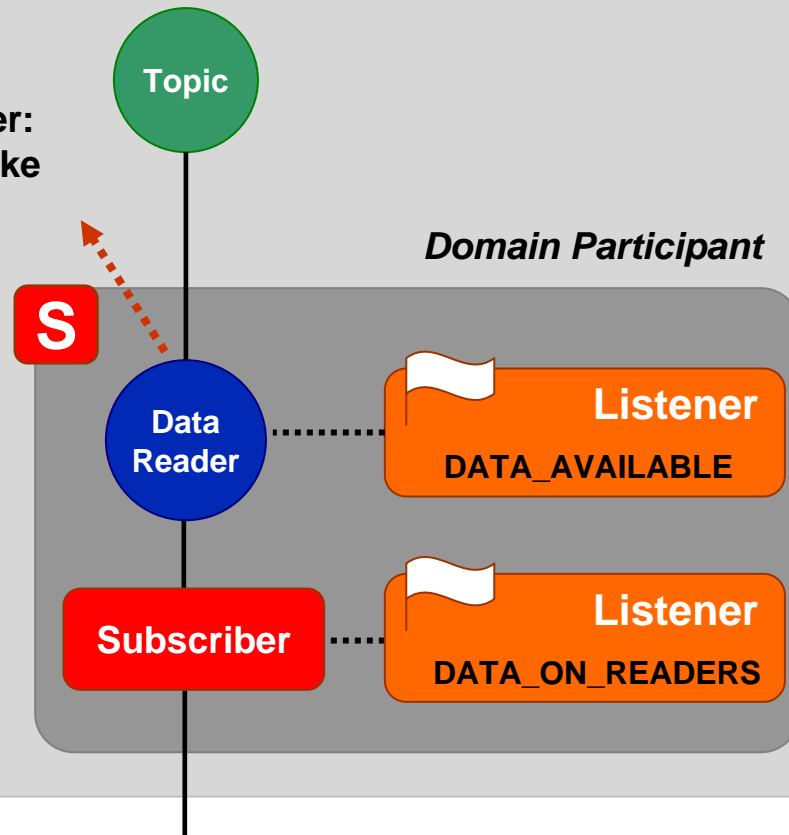 Topic
er:
ke
Domain Participant
S
Data
Reader
Listener
DATA_AVAILABLE
Subscriber
Listener
DATA_ON_READERS